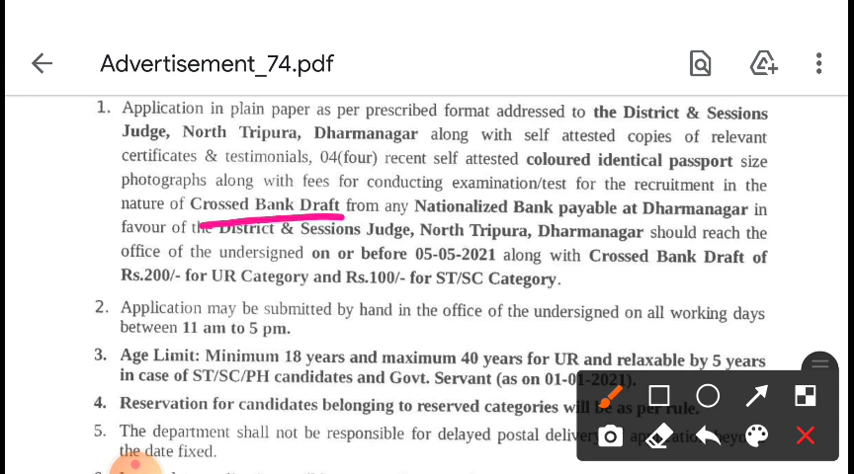 Advertisement_74.pdf
1. Application in plain paper as per prescribed format addressed to the District & Sessions
Judge, North Tripura, Dharmanagar along with self attested copies of relevant
certificates & testimonials, 04(four) recent self attested coloured identical passport size
photographs along with fees for conducting examination/test for the recruitment in the
nature of Crossed Bank Draft from any Nationalized Bank payable at Dharmanagar in
favour of the District & Sessions Judge, North Tripura, Dharmanagar should reach the
office of the undersigned on or before 05-05-2021 along with Crossed Bank Draft of
Rs.200/- for UR Category and Rs.100/- for ST/SC Category.
2. Application may be submitted by hand in the office of the undersigned on all working days
between 11 am to 5 pm.
3. Age Limit: Minimum 18 years and maximum 40 years for UR and relaxable by 5 years
in case of ST/SC/PH candidates and Govt. Servant (as on 01-01-2021).
4. Reservation for candidates belonging to reserved categories will be as per rule.
5. The department shall not be responsible for delayed postal
the date fixed.